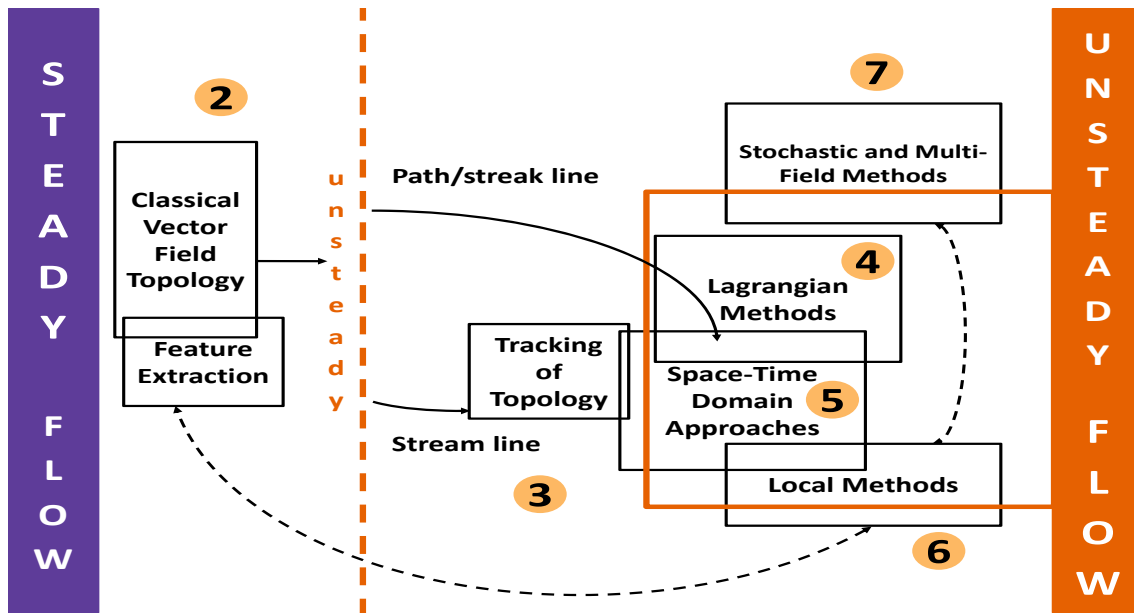 STEADY FLOW
2
Classical
Vector
Field
Topology
Feature
Extraction
unsteady
Path/streak line
Stream line
Tracking
of
Topology
3
7
Stochastic and Multi-
Field Methods
4
Lagrangian
Methods
Space-Time
Domain
Approaches
5
Local Methods
6
UNSTEADY FLOW